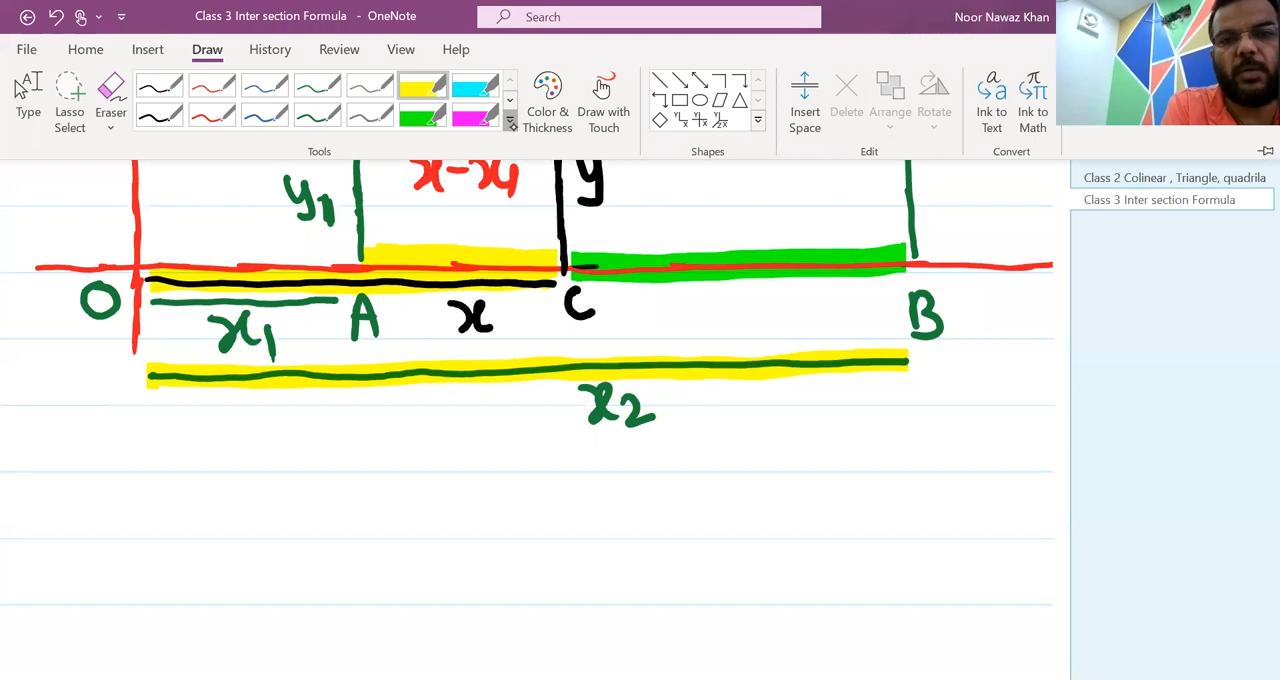 Class 3 Inter section Formula - OneNote
Search
Noor Nawaz Khan
File Home Insert Draw History Review View Help
Type
Lasso Select
Eraser
Color & Thickness
Draw with Touch
Insert Space
Delete
Arrange
Rotate
Ink to Text
Ink to Math
Tools
Shapes
Edit
Convert
Class 2 Colinear , Triangle, quadrila
Class 3 Inter section Formula
y1
x-x1
y
O
x1
A
x
C
B
x2